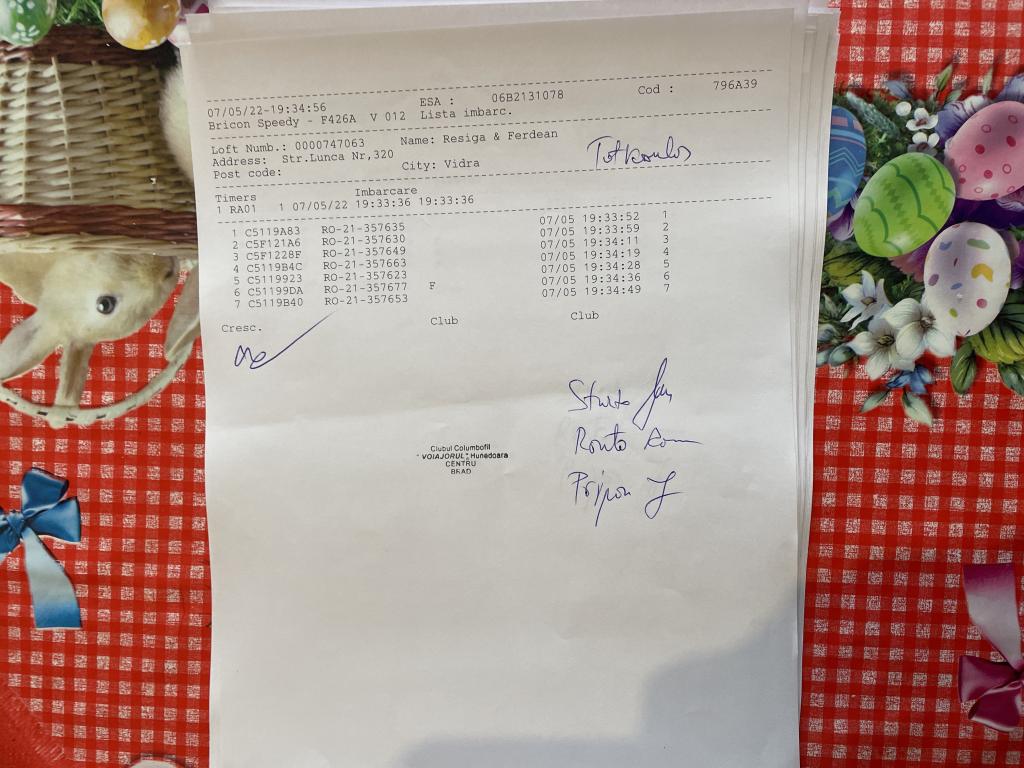 07/05/22-19:34:56 ESA : 06B2131078 Cod : 796A39
Bricon Speedy - F426A V 012 Lista imbarc.
Loft Numb.: 0000747063 Name: Resiga & Ferdean
Address: Str.Lunca Nr,320
Post code: City: Vidra
Timers Imbarcare
1 RA01 1 07/05/22 19:33:36 19:33:36
1 C5119A83 RO-21-357635 07/05 19:33:52 1
2 C5F121A6 RO-21-357630 07/05 19:33:59 2
3 C5F1228F RO-21-357649 07/05 19:34:11 3
4 C5119B4C RO-21-357663 07/05 19:34:19 4
5 C5119923 RO-21-357623 07/05 19:34:28 5
6 C51199DA RO-21-357677 F 07/05 19:34:36 6
7 C5119B40 RO-21-357653 07/05 19:34:49 7
Cresc. Club Club
Clubul Columbofil
"VOIAJORUL" Hunedoara
CENTRU
BRAD